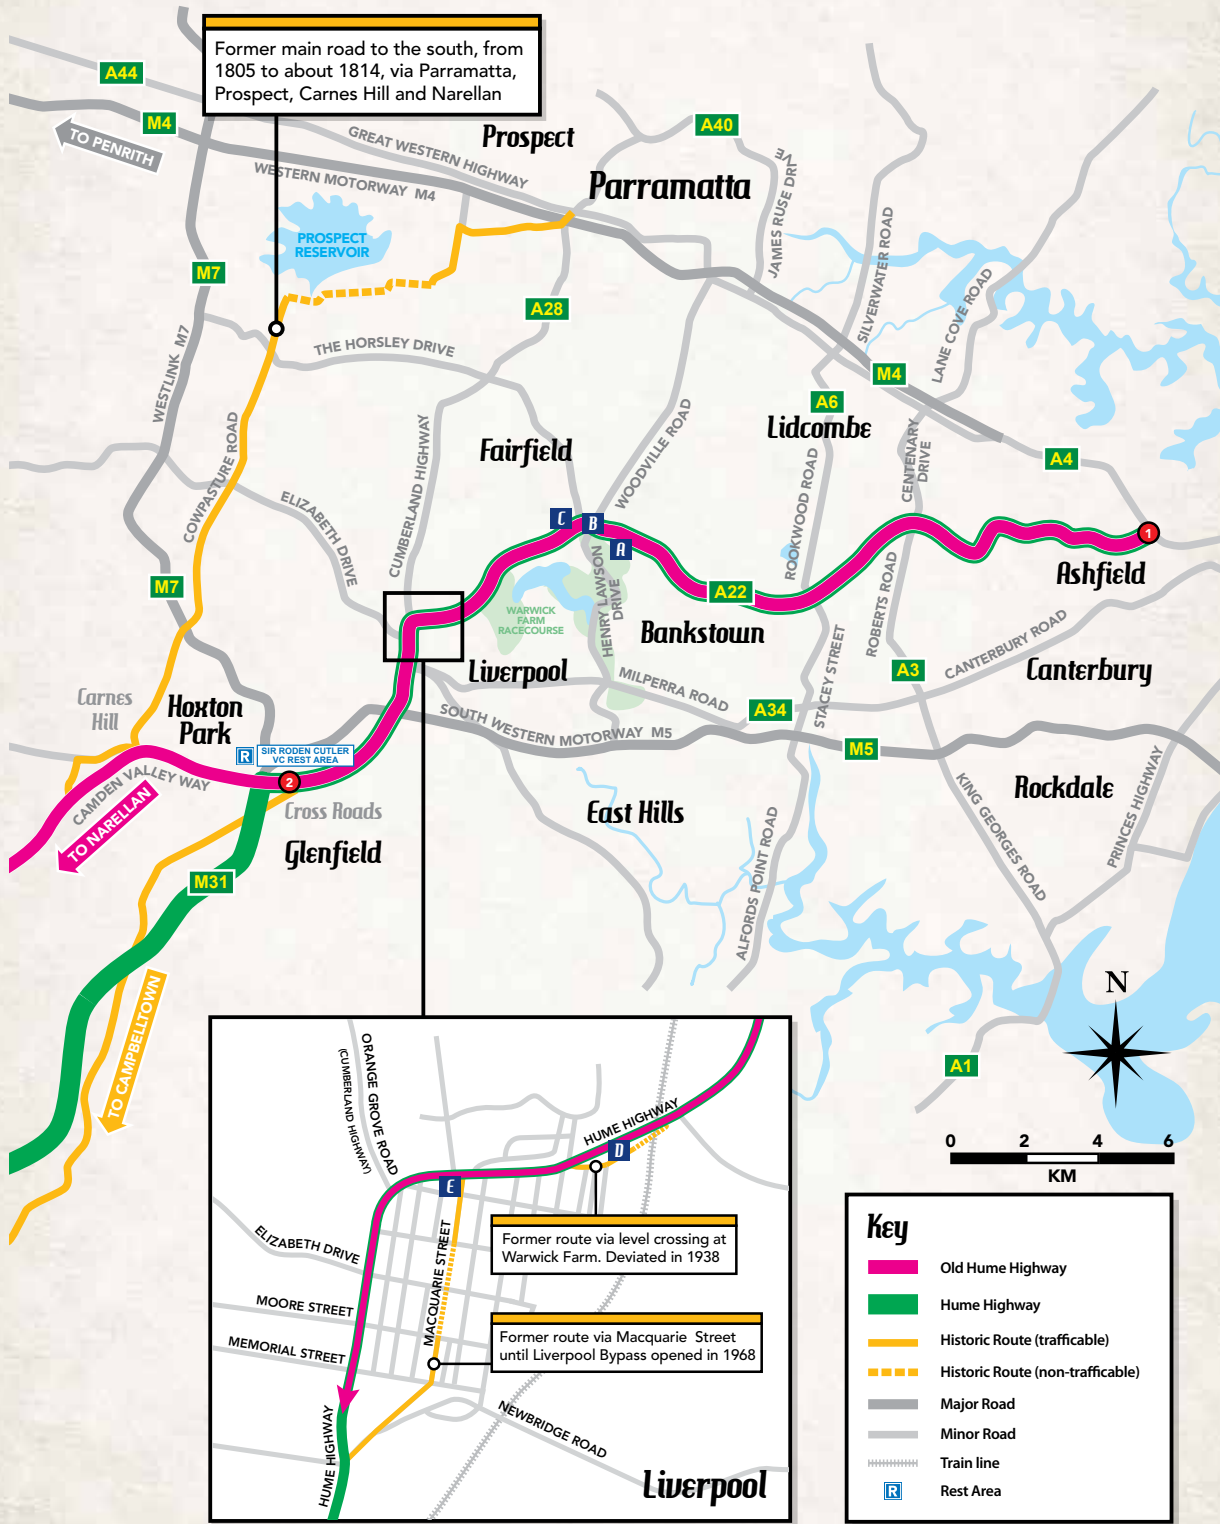 Former main road to the south, from
1805 to about 1814, via Parramatta,
Prospect, Carnes Hill and Narellan
A44
M4
TO PENRITH
GREAT WESTERN HIGHWAY
WESTERN MOTORWAY M4
Prospect
Parramatta
A40
JAMES RUSE DRIVE
PROSPECT
RESERVOIR
M7
A28
SILVERWATER ROAD
LANE COVE ROAD
WESTLINK M7
THE HORSLEY DRIVE
M4
A6
Lidcombe
COWPASTURE ROAD
CUMBERLAND HIGHWAY
Fairfield
WOODVILLE ROAD
CENTENARY
DRIVE
A4
ROOKWOOD ROAD
ELIZABETH DRIVE
C
B
A
1
Ashfield
M7
HENRY LAWSON
DRIVE
A22
WARWICK
FARM
RACECOURSE
Bankstown
ROBERTS ROAD
CANTERBURY ROAD
Canterbury
Liverpool
STACEY STREET
A3
MILPERRA ROAD
A34
Carnes
Hill
Hoxton
Park
SOUTH WESTERN MOTORWAY M5
M5
R
SIR RODEN CUTLER
VC REST AREA
2
CAMDEN VALLEY WAY
TO NARELLAN
Cross Roads
Glenfield
East Hills
Rockdale
KING GEORGES ROAD
PRINCES HIGHWAY
ALFORDS POINT ROAD
M31
TO CAMPBELLTOWN
N
A1
0 2 4 6
KM
ORANGE GROVE ROAD
(CUMBERLAND HIGHWAY)
HUME HIGHWAY
D
E
Former route via level crossing at
Warwick Farm. Deviated in 1938
ELIZABETH DRIVE
MACQUARIE STREET
MOORE STREET
MEMORIAL STREET
Former route via Macquarie Street
until Liverpool Bypass opened in 1968
NEWBRIDGE ROAD
HUME HIGHWAY
Liverpool
Key
Old Hume Highway
Hume Highway
Historic Route (trafficable)
Historic Route (non-trafficable)
Major Road
Minor Road
Train line
R Rest Area